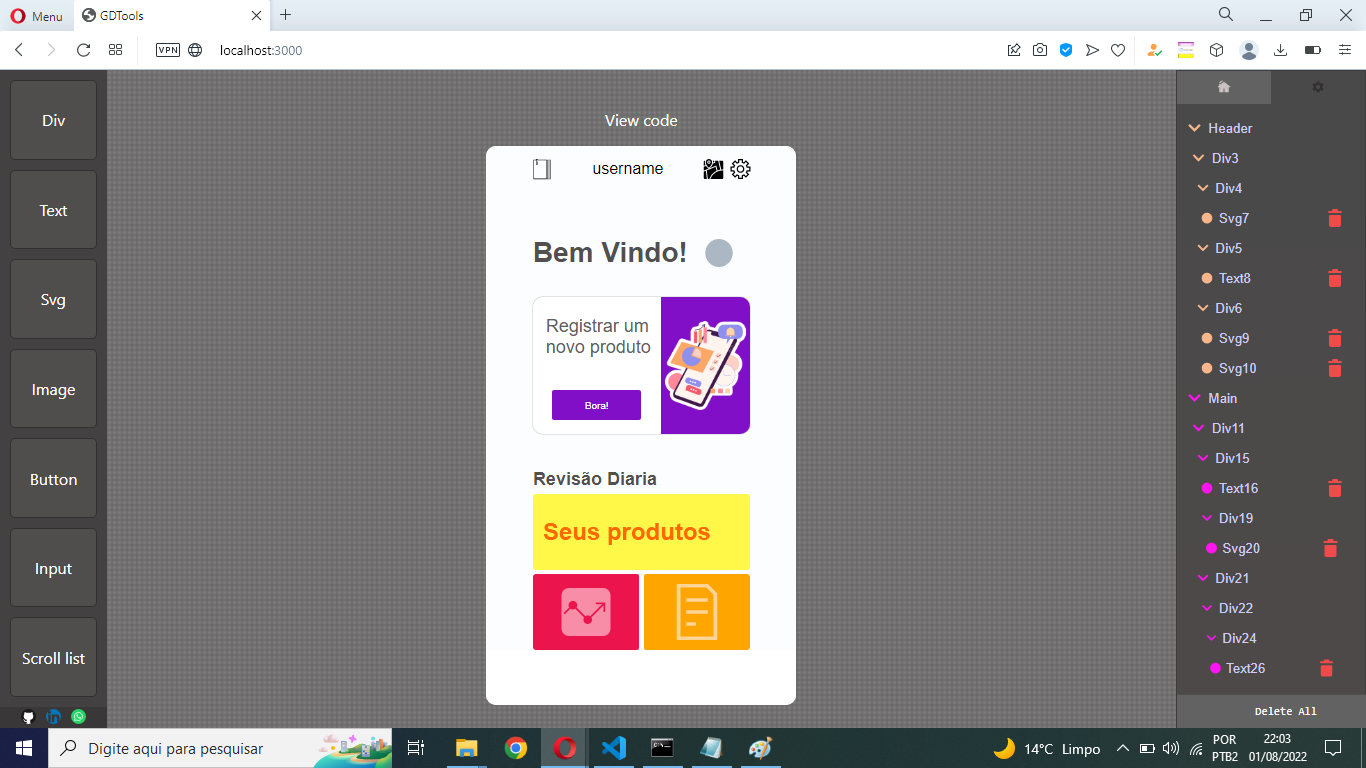 Menu
GDTools
VPN
localhost:3000
Div
Text
Svg
Image
Button
Input
Scroll list
View code
username
Bem Vindo!
Registrar um
novo produto
Bora!
Revisão Diaria
Seus produtos
Header
Div3
Div4
Svg7
Div5
Text8
Div6
Svg9
Svg10
Main
Div11
Div15
Text16
Div19
Svg20
Div21
Div22
Div24
Text26
Delete All
Digite aqui para pesquisar
14°C Limpo
POR
PTB2
22:03
01/08/2022